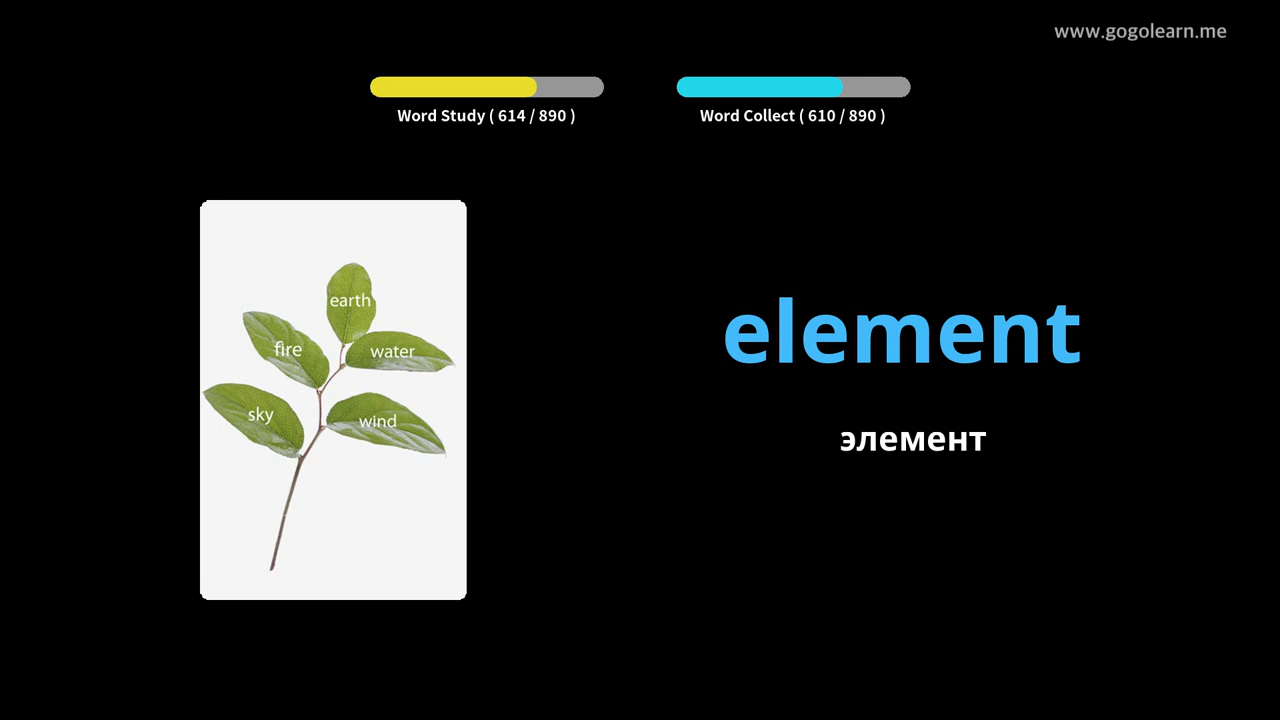 www.gogolearn.me
Word Study ( 614 / 890 )
Word Collect ( 610 / 890 )
earth
fire
water
sky
wind
element
элемент